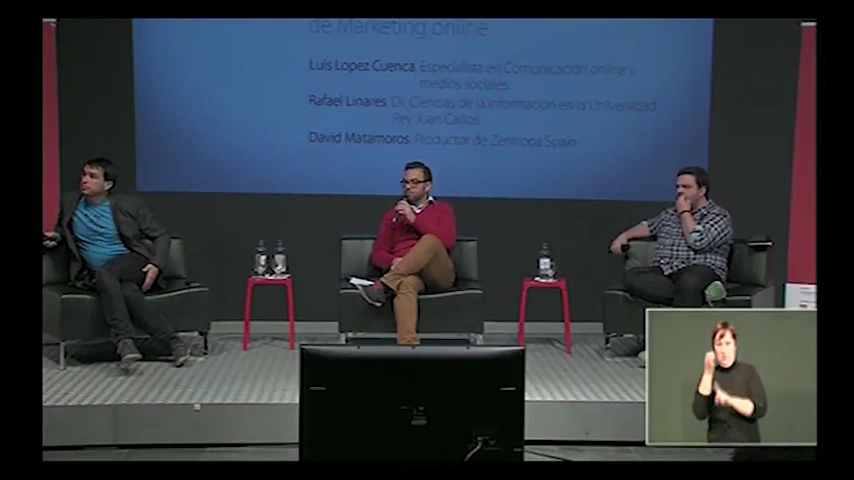 de Marketing online
Luis Lopez Cuenca, Especialista en Comunicación online y
medios sociales
Rafael Linares. Dr. Ciencias de la información en la Universidad
Rey Juan Carlos
David Matamoros. Productor de Zentropa Spain